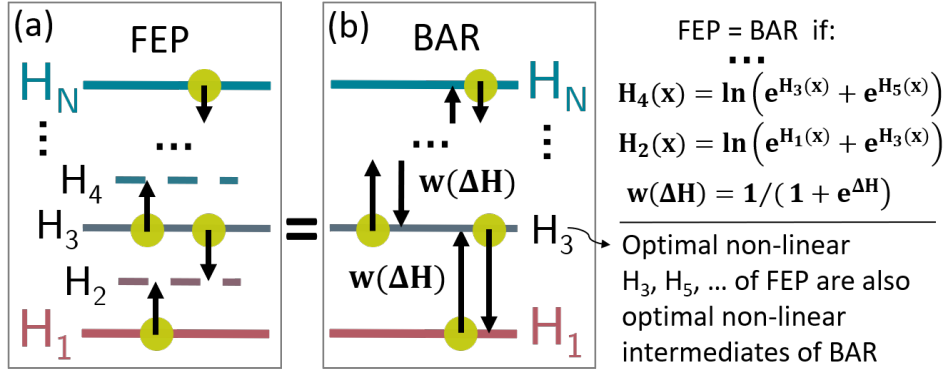 (a)
FEP
H_N
⋮
...
H_4
H_3
H_2
H_1
=
(b)
BAR
H_N
...
⋮
w(ΔH)
H_3
w(ΔH)
H_1
FEP = BAR if:
...
H_4(x) = ln(e^{H_3(x)} + e^{H_5(x)})
H_2(x) = ln(e^{H_1(x)} + e^{H_3(x)})
w(ΔH) = 1/( 1 + e^{ΔH})
Optimal non-linear
H_3, H_5, ... of FEP are also
optimal non-linear
intermediates of BAR